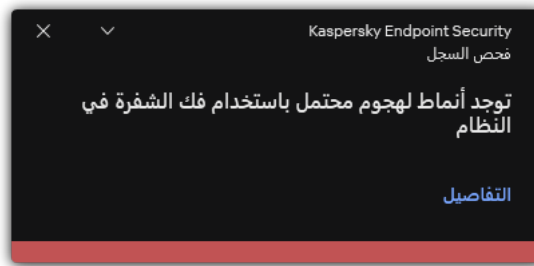 Kaspersky Endpoint Security
فحص السجل
توجد أنماط لهجوم محتمل باستخدام فك الشفرة في
النظام
التفاصيل